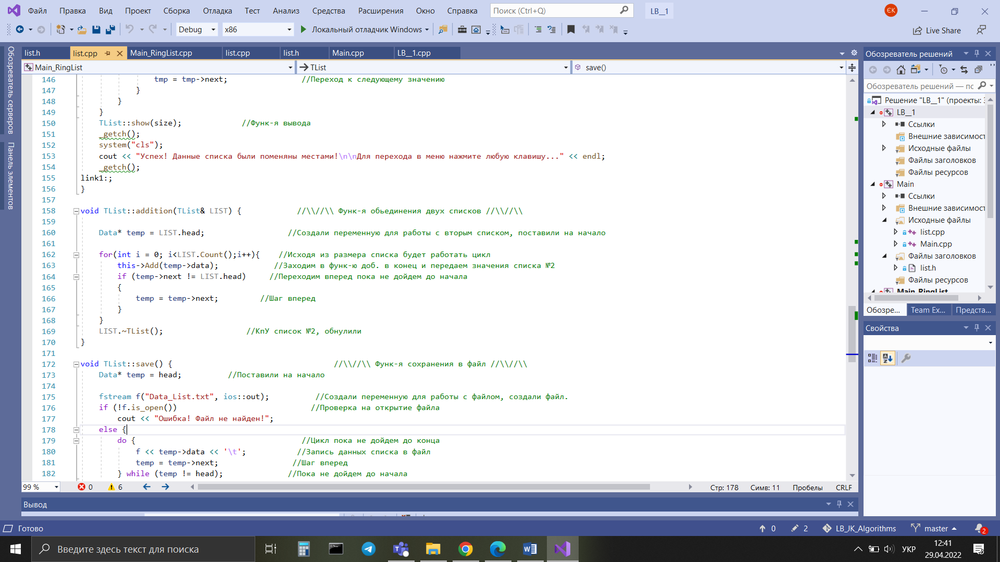 Файл Правка Вид Проект Сборка Отладка Тест Анализ Средства Расширения Окно Справка Поиск (Ctrl+Q) LB__1 ЄК
Debug x86 Локальный отладчик Windows Live Share
list.h list.cpp Main_RingList.cpp list.cpp list.h Main.cpp LB__1.cpp
Main_RingList TList save()
Обозреватель серверов
Панель элементов
146 tmp = tmp->next; //Переход к следующему значению
147 }
148 }
149 }
150 TList::show(size); //Функ-я вывода
151 _getch();
152 system("cls");
153 cout << "Успех! Данные списка были поменяны местами!\n\nДля перехода в меню нажмите любую клавишу..." << endl;
154 _getch();
155 link1:;
156 }
157
158 void TList::addition(TList& LIST) { //\\//\\ Функ-я обьединения двух списков //\\//\\
159
160 Data* temp = LIST.head; //Создали переменную для работы с вторым списком, поставили на начало
161
162 for(int i = 0; i<LIST.Count();i++){ //Исходя из размера списка будет работать цикл
163 this->Add(temp->data); //Заходим в функ-ю доб. в конец и передаем значения списка №2
164 if (temp->next != LIST.head) //Переходим вперед пока не дойдем до начала
165 {
166 temp = temp->next; //Шаг вперед
167 }
168 }
169 LIST.~TList(); //КпУ список №2, обнулили
170 }
171
172 void TList::save() { //\\//\\ Функ-я сохранения в файл //\\//\\
173 Data* temp = head; //Поставили на начало
174
175 fstream f("Data_List.txt", ios::out); //Создали переменную для работы с файлом, создали файл.
176 if (!f.is_open()) //Проверка на открытие файла
177 cout << "Ошибка! Файл не найден!";
178 else {
179 do { //Цикл пока не дойдем до конца
180 f << temp->data << '\t'; //Запись данных списка в файл
181 temp = temp->next; //Шаг вперед
182 } while (temp != head); //Пока не дойдем до начала
99 % 0 6 Стр: 178 Симв: 11 Пробелы CRLF
Вывод
Обозреватель решений
Обозреватель решений — пс
Решение "LB__1" (проекты: 3
LB__1
Ссылки
Внешние зависимост
Исходные файлы
Файлы заголовков
Файлы ресурсов
Main
Ссылки
Внешние зависимост
Исходные файлы
list.cpp
Main.cpp
Файлы заголовков
list.h
Файлы ресурсов
Main_RingList
Обозре... Team Ex... Предста...
Свойства
Готово 0 2 LB_JK_Algorithms master 2
Введите здесь текст для поиска
УКР 12:41
29.04.2022